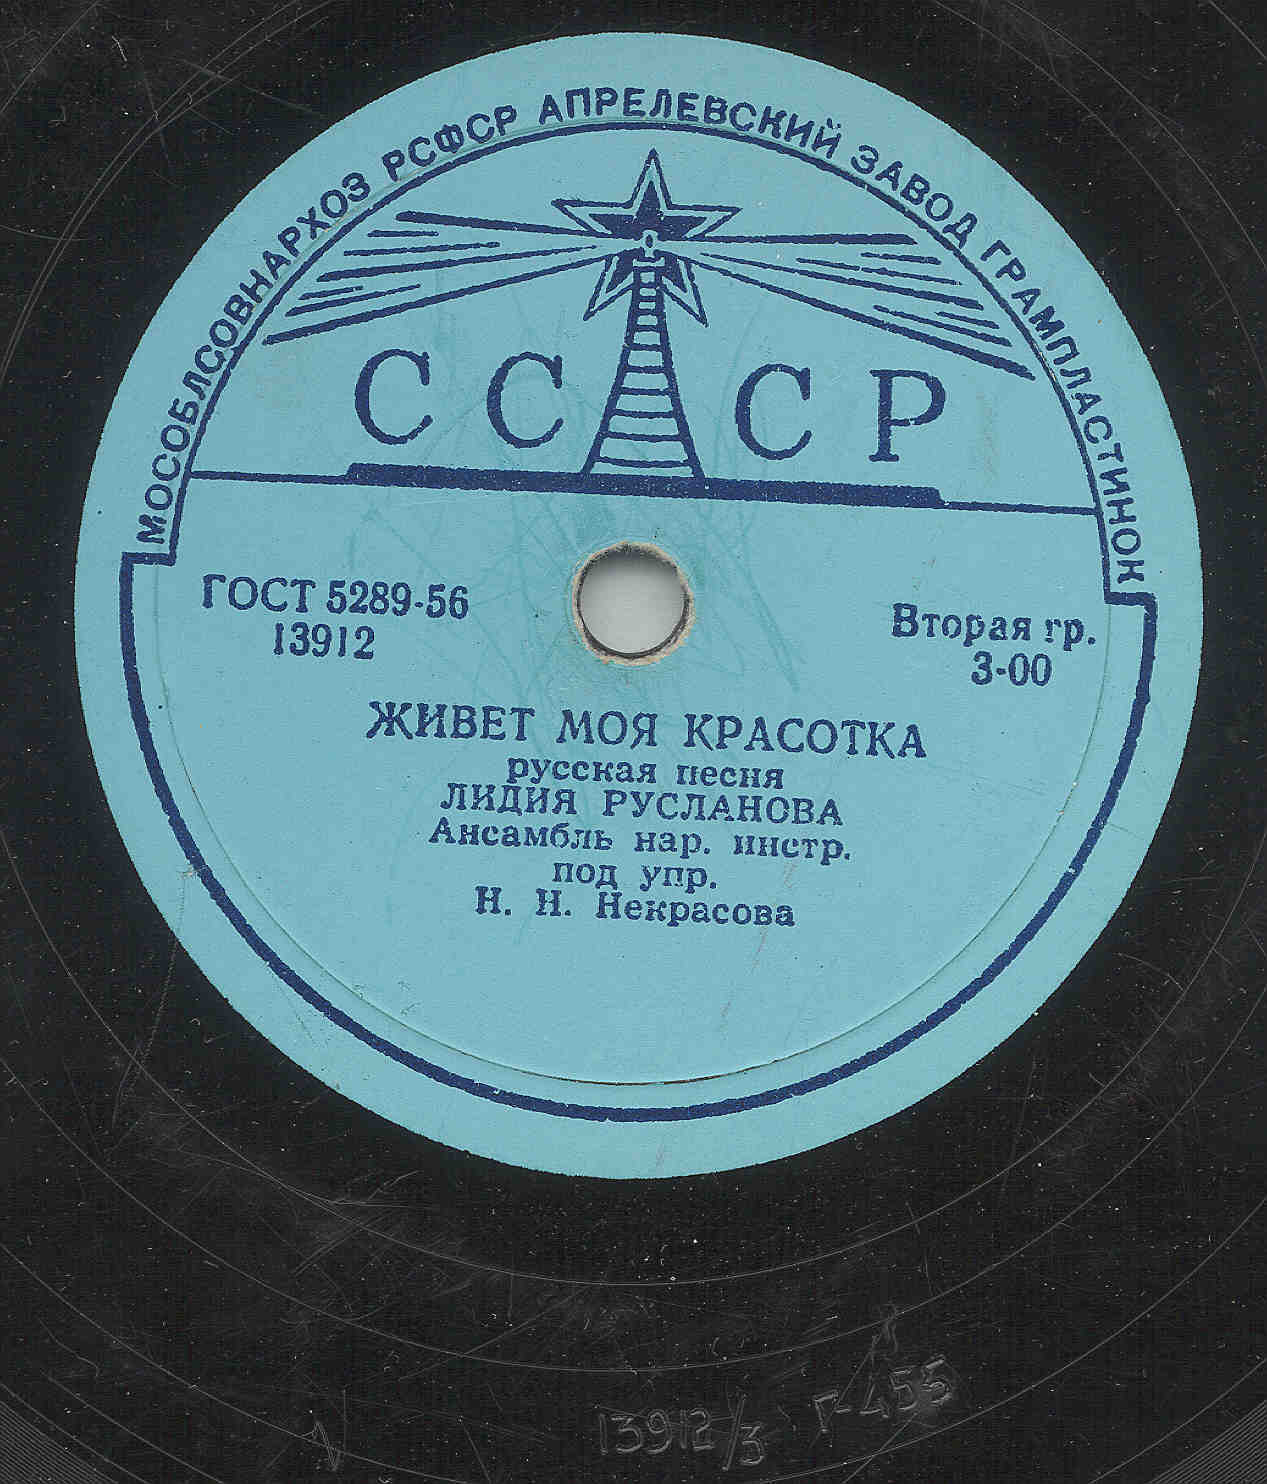 МОСОБЛСОВНАРХОЗ РСФСР АПРЕЛЕВСКИЙ ЗАВОД ГРАМПЛАСТИНОК
СССР
ГОСТ 5289-56
13912
Вторая гр.
3-00
ЖИВЕТ МОЯ КРАСОТКА
русская песня
ЛИДИЯ РУСЛАНОВА
Ансамбль нар. инстр.
под упр.
Н. Н. Некрасова
13912/3 Г-455